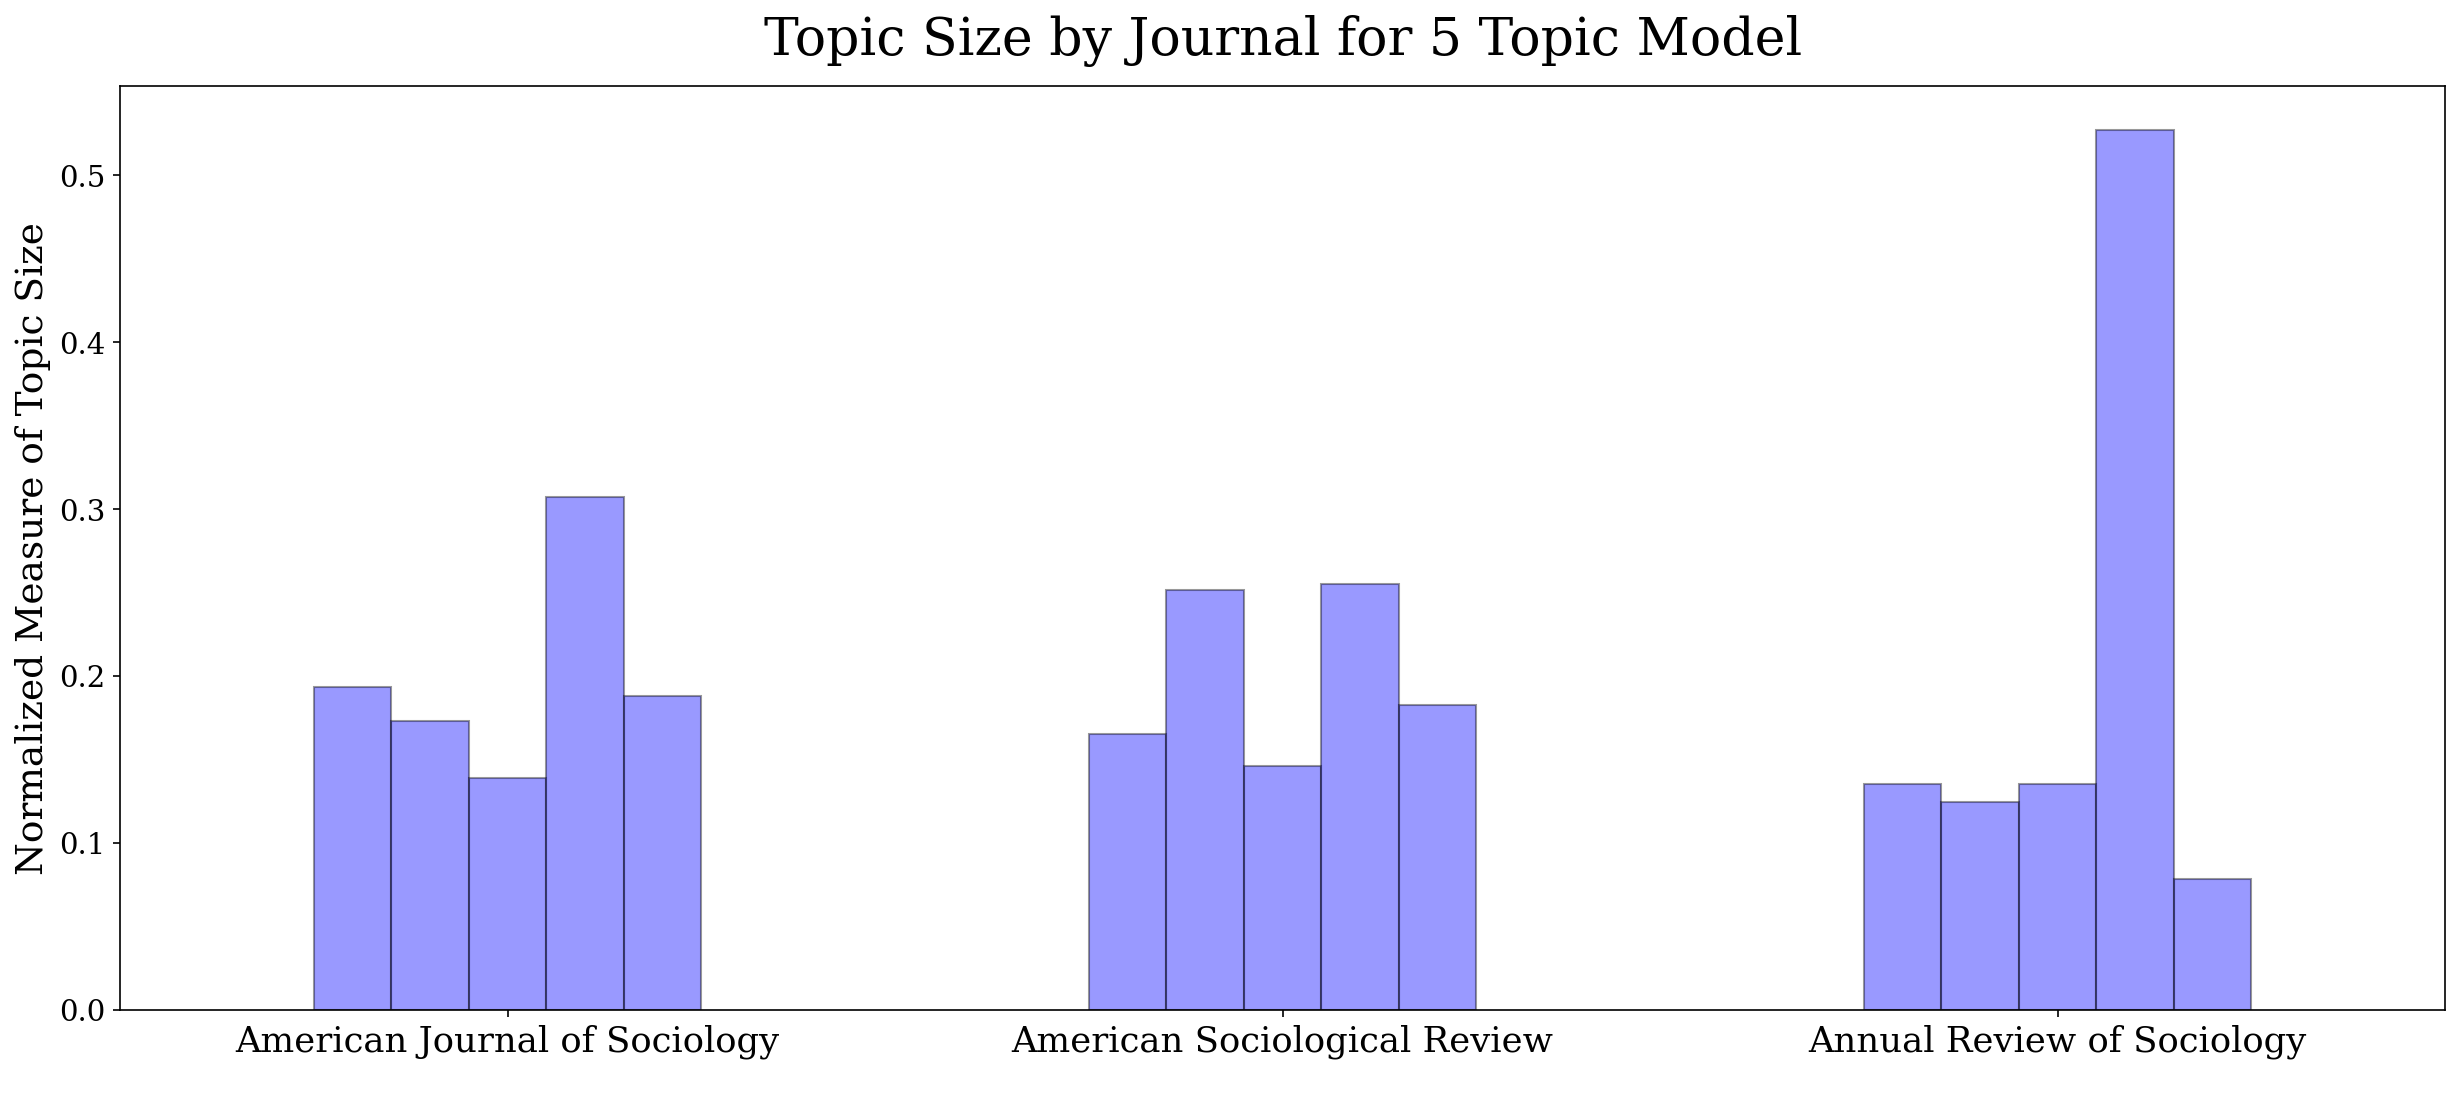 Topic Size by Journal for 5 Topic Model
Normalized Measure of Topic Size
0.5
0.4
0.3
0.2
0.1
0.0
American Journal of Sociology
American Sociological Review
Annual Review of Sociology